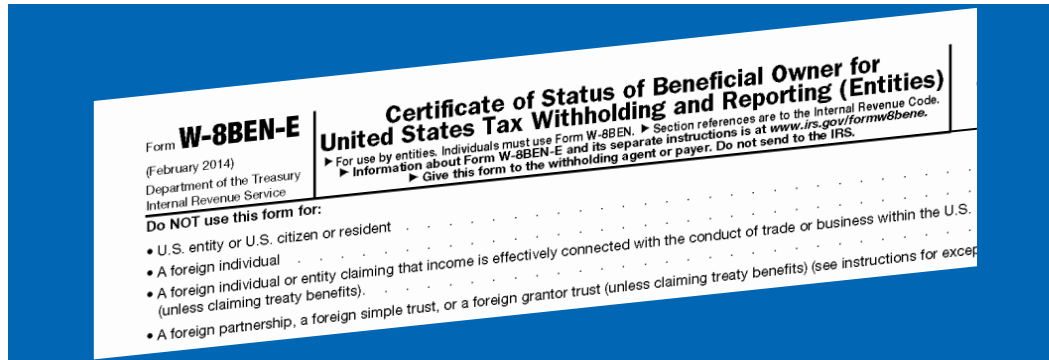 Form W-8BEN-E
(February 2014)
Department of the Treasury
Internal Revenue Service
Certificate of Status of Beneficial Owner for
United States Tax Withholding and Reporting (Entities)
▶ For use by entities. Individuals must use Form W-8BEN. ▶ Section references are to the Internal Revenue Code.
▶ Information about Form W-8BEN-E and its separate instructions is at www.irs.gov/formw8bene.
▶ Give this form to the withholding agent or payer. Do not send to the IRS.
Do NOT use this form for:
• U.S. entity or U.S. citizen or resident . . . . . . . . . . . . . . . . . . . .
• A foreign individual . . . . . . . . . . . . . . . . . . . . . . . .
• A foreign individual or entity claiming that income is effectively connected with the conduct of trade or business within the U.S.
(unless claiming treaty benefits). . . . . . . . . . . . . . . . . . . . .
• A foreign partnership, a foreign simple trust, or a foreign grantor trust (unless claiming treaty benefits) (see instructions for